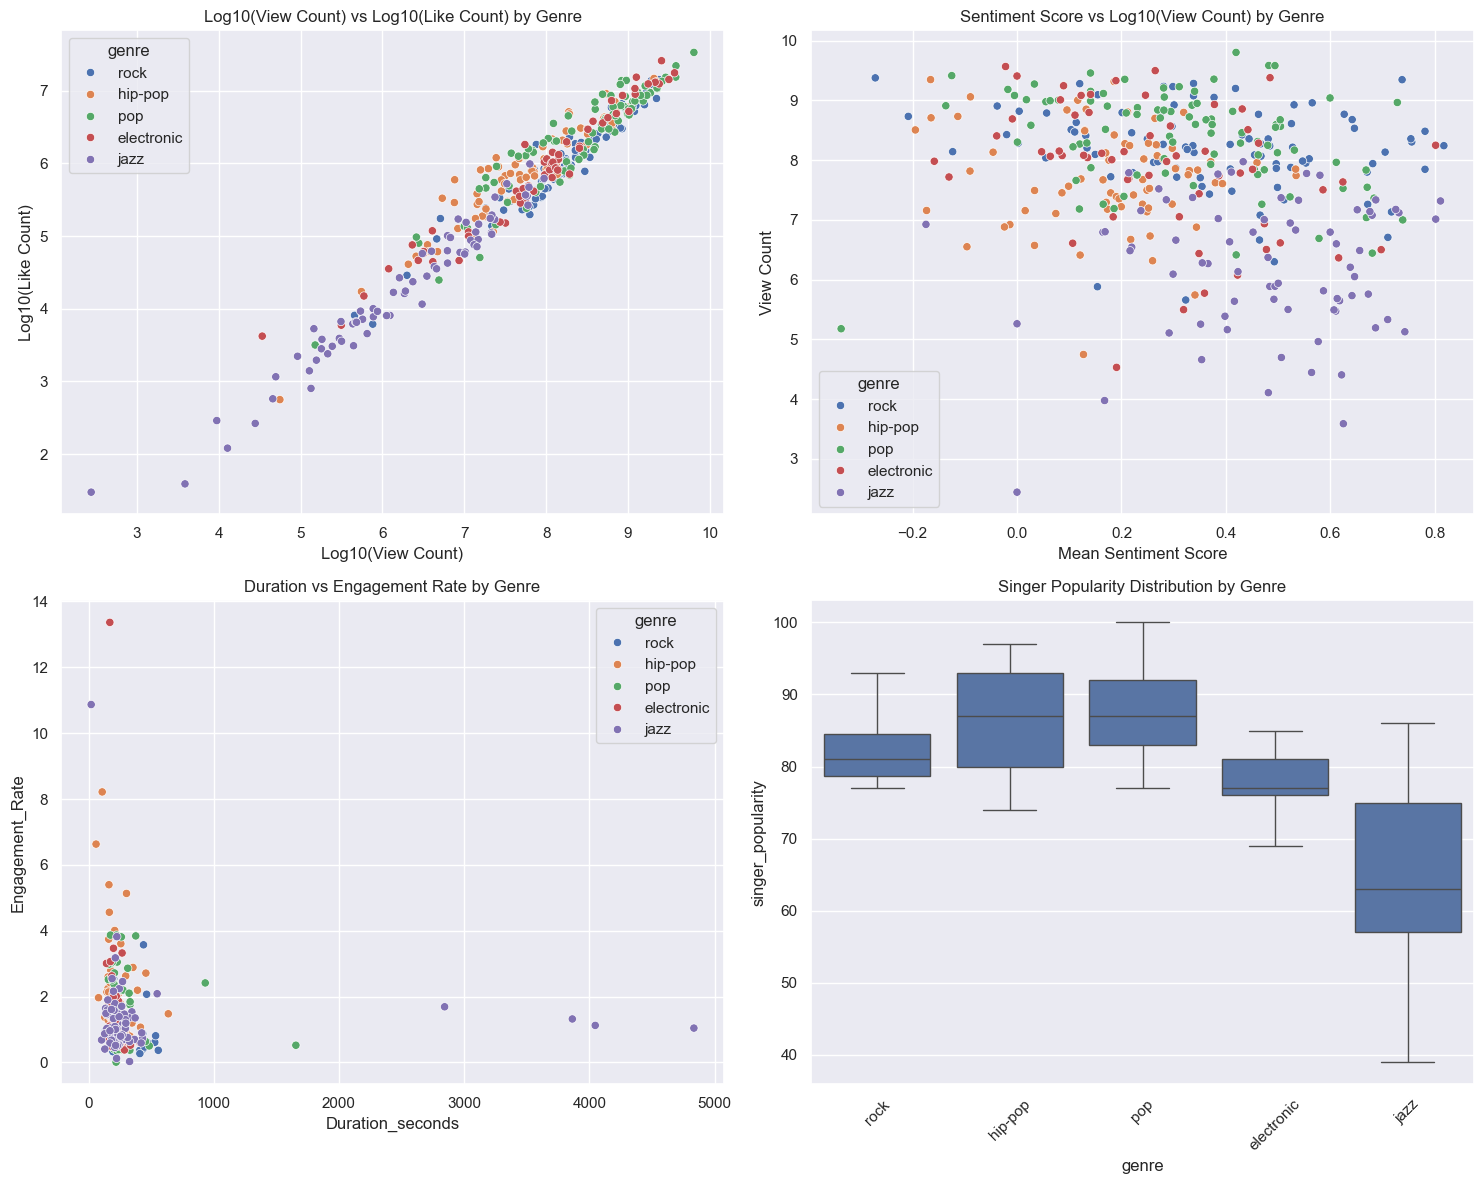 Log10(View Count) vs Log10(Like Count) by Genre
genre
rock
hip-pop
pop
electronic
jazz
7
6
5
4
3
2
Log10(Like Count)
3 4 5 6 7 8 9 10
Log10(View Count)
Sentiment Score vs Log10(View Count) by Genre
10
9
8
7
6
5
4
3
View Count
genre
rock
hip-pop
pop
electronic
jazz
−0.2 0.0 0.2 0.4 0.6 0.8
Mean Sentiment Score
Duration vs Engagement Rate by Genre
14
12
10
8
6
4
2
0
Engagement_Rate
genre
rock
hip-pop
pop
electronic
jazz
0 1000 2000 3000 4000 5000
Duration_seconds
Singer Popularity Distribution by Genre
100
90
80
70
60
50
40
singer_popularity
rock hip-pop pop electronic jazz
genre